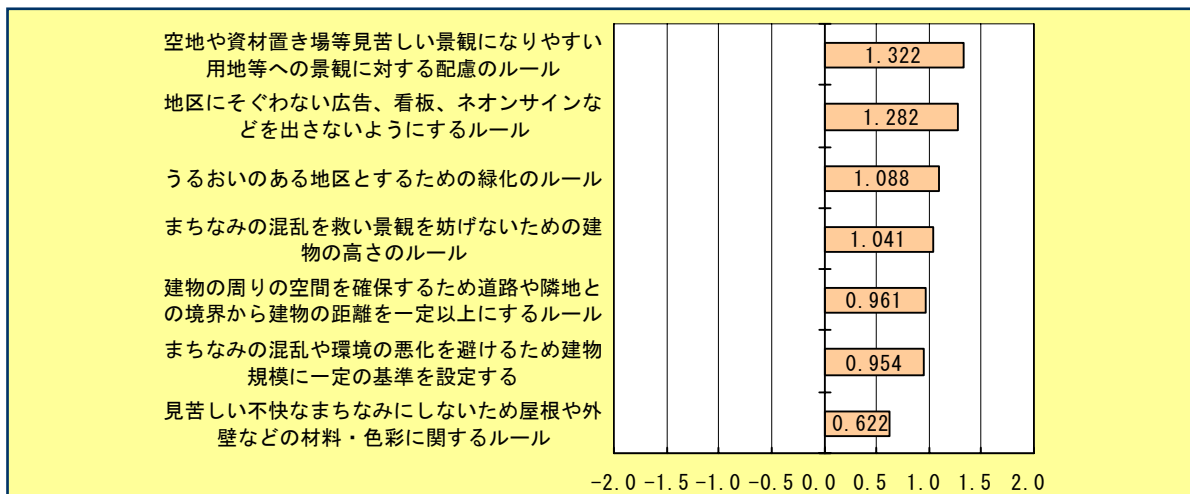 空地や資材置き場等見苦しい景観になりやすい
用地等への景観に対する配慮のルール
1.322
地区にそぐわない広告、看板、ネオンサインな
どを出さないようにするルール
1.282
うるおいのある地区とするための緑化のルール
1.088
まちなみの混乱を救い景観を妨げないための建
物の高さのルール
1.041
建物の周りの空間を確保するため道路や隣地と
の境界から建物の距離を一定以上にするルール
0.961
まちなみの混乱や環境の悪化を避けるため建物
規模に一定の基準を設定する
0.954
見苦しい不快なまちなみにしないため屋根や外
壁などの材料・色彩に関するルール
0.622
-2.0 -1.5 -1.0 -0.5 0.0 0.5 1.0 1.5 2.0